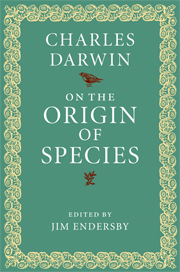 CHARLES
DARWIN
ON THE
ORIGIN
OF
SPECIES
EDITED BY
JIM ENDERSBY